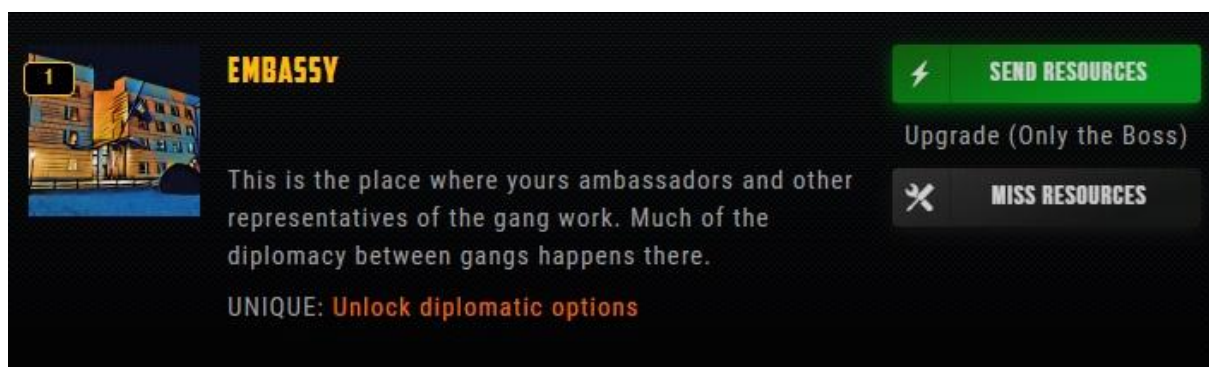 1
EMBASSY
SEND RESOURCES
Upgrade (Only the Boss)
MISS RESOURCES
This is the place where yours ambassadors and other
representatives of the gang work. Much of the
diplomacy between gangs happens there.
UNIQUE: Unlock diplomatic options